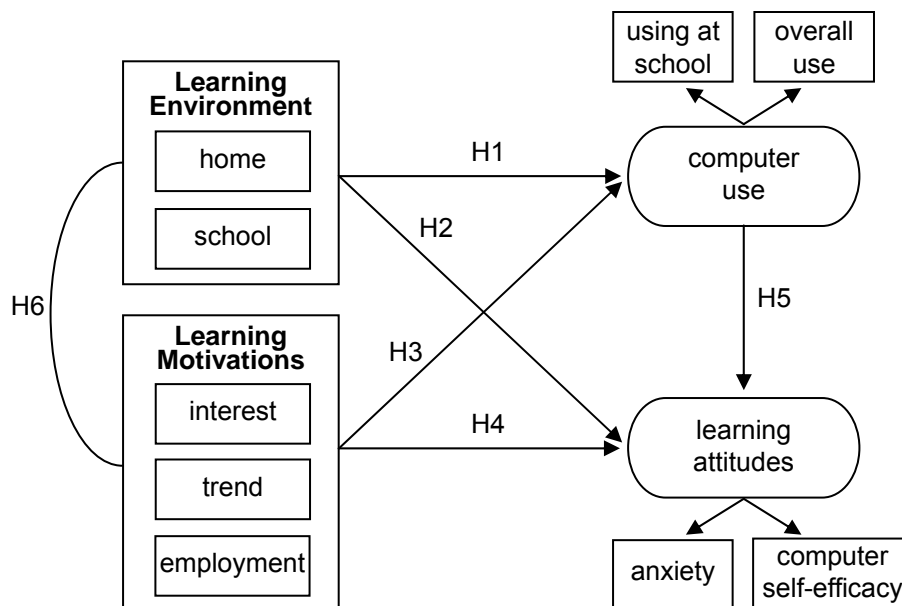 using at
school
overall
use
Learning
Environment
home
school
H1
computer
use
H2
H6
H5
Learning
Motivations
H3
interest
H4
learning
attitudes
trend
employment
anxiety
computer
self-efficacy